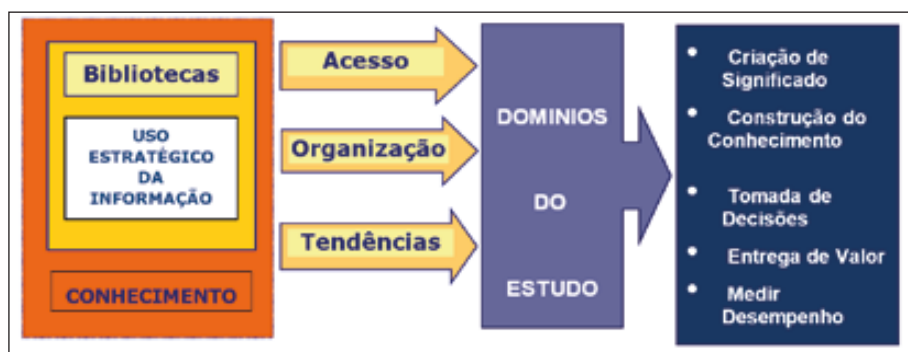 Bibliotecas
USO
ESTRATÉGICO
DA
INFORMAÇÃO
CONHECIMENTO
Acesso
Organização
Tendências
DOMINIOS
DO
ESTUDO
• Criação de
Significado
• Construção do
Conhecimento
• Tomada de
Decisões
• Entrega de Valor
• Medir
Desempenho